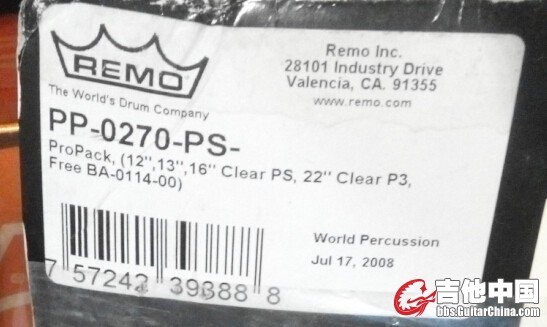 REMO
The World's Drum Company
Remo Inc.
28101 Industry Drive
Valencia, CA. 91355
www.remo.com
PP-0270-PS-
ProPack, (12",13",16" Clear PS, 22" Clear P3,
Free BA-0114-00)
World Percussion
Jul 17, 2008
7 57242 39388 8
吉他中国
bbs.GuitarChina.com